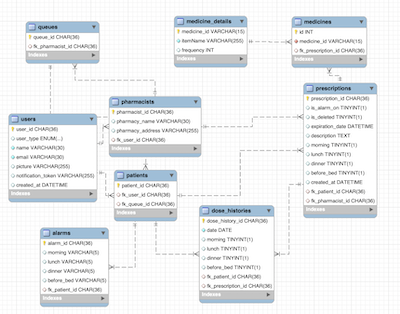 queues
queue_id CHAR(36)
fk_pharmacist_id CHAR(36)
Indexes
medicine_details
medicine_id VARCHAR(15)
itemName VARCHAR(255)
frequency INT
Indexes
medicines
id INT
medicine_id VARCHAR(15)
fk_prescription_id CHAR(36)
Indexes
users
user_id CHAR(36)
user_type ENUM(...)
name VARCHAR(30)
email VARCHAR(30)
picture VARCHAR(255)
notification_token VARCHAR(255)
created_at DATETIME
Indexes
pharmacists
pharmacist_id CHAR(36)
pharmacy_name VARCHAR(30)
pharmacy_address VARCHAR(255)
fk_user_id CHAR(36)
Indexes
prescriptions
prescription_id CHAR(36)
is_alarm_on TINYINT(1)
is_deleted TINYINT(1)
expiration_date DATETIME
description TEXT
morning TINYINT(1)
lunch TINYINT(1)
dinner TINYINT(1)
before_bed TINYINT(1)
created_at DATETIME
fk_patient_id CHAR(36)
fk_pharmacist_id CHAR(36)
Indexes
patients
patient_id CHAR(36)
fk_user_id CHAR(36)
fk_queue_id CHAR(36)
Indexes
alarms
alarm_id CHAR(36)
morning VARCHAR(5)
lunch VARCHAR(5)
dinner VARCHAR(5)
before_bed VARCHAR(5)
fk_patient_id CHAR(36)
Indexes
dose_histories
dose_history_id CHAR(36)
date DATE
morning TINYINT(1)
lunch TINYINT(1)
dinner TINYINT(1)
before_bed TINYINT(1)
fk_patient_id CHAR(36)
fk_prescription_id CHAR(36)
Indexes